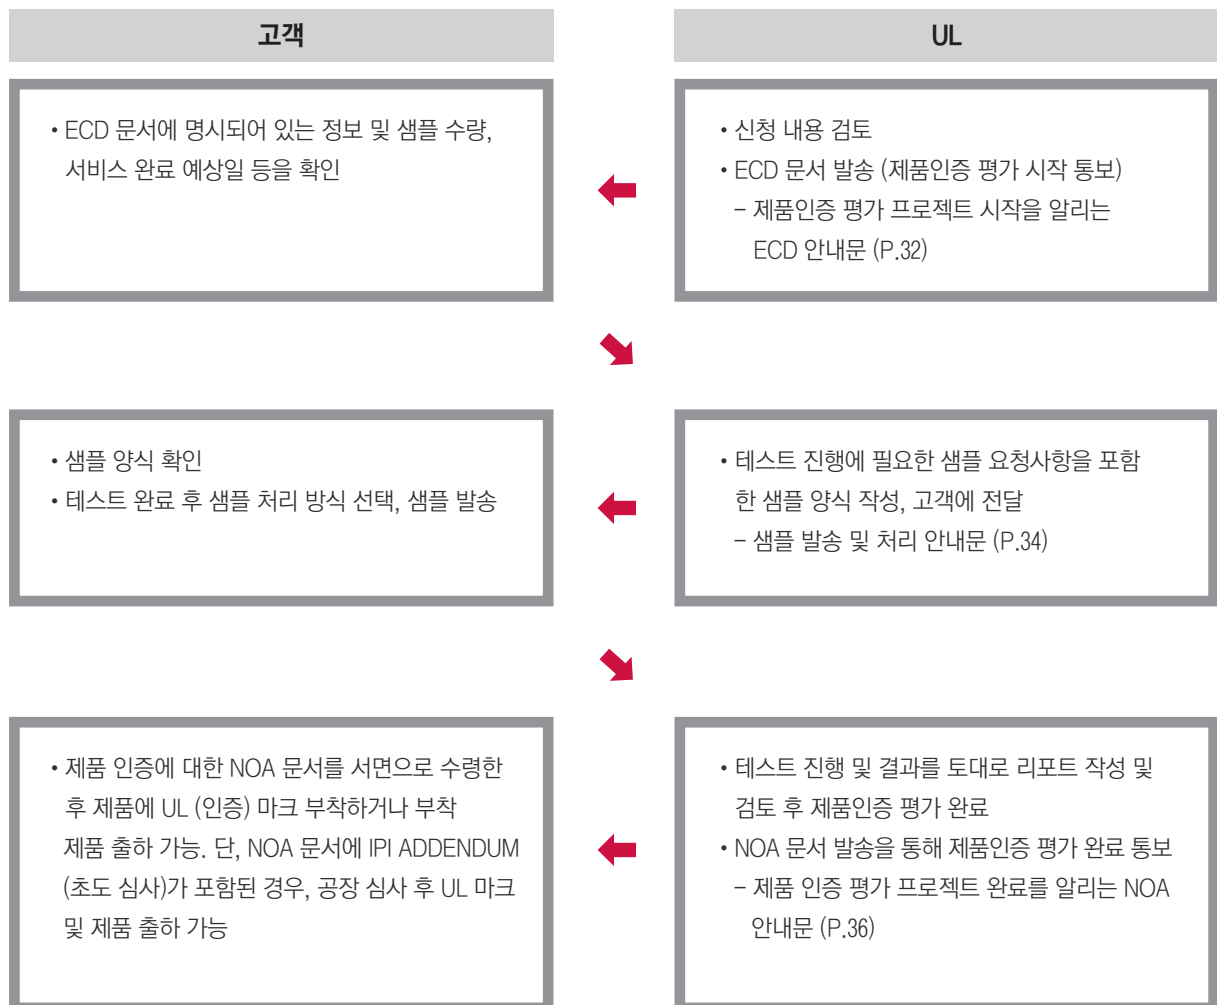 고객
UL
• ECD 문서에 명시되어 있는 정보 및 샘플 수량,
서비스 완료 예상일 등을 확인
• 신청 내용 검토
• ECD 문서 발송 (제품인증 평가 시작 통보)
– 제품인증 평가 프로젝트 시작을 알리는
ECD 안내문 (P.32)
• 샘플 양식 확인
• 테스트 완료 후 샘플 처리 방식 선택, 샘플 발송
• 테스트 진행에 필요한 샘플 요청사항을 포함
한 샘플 양식 작성, 고객에 전달
– 샘플 발송 및 처리 안내문 (P.34)
• 제품 인증에 대한 NOA 문서를 서면으로 수령한
후 제품에 UL (인증) 마크 부착하거나 부착
제품 출하 가능. 단, NOA 문서에 IPI ADDENDUM
(초도 심사)가 포함된 경우, 공장 심사 후 UL 마크
및 제품 출하 가능
• 테스트 진행 및 결과를 토대로 리포트 작성 및
검토 후 제품인증 평가 완료
• NOA 문서 발송을 통해 제품인증 평가 완료 통보
– 제품 인증 평가 프로젝트 완료를 알리는 NOA
안내문 (P.36)